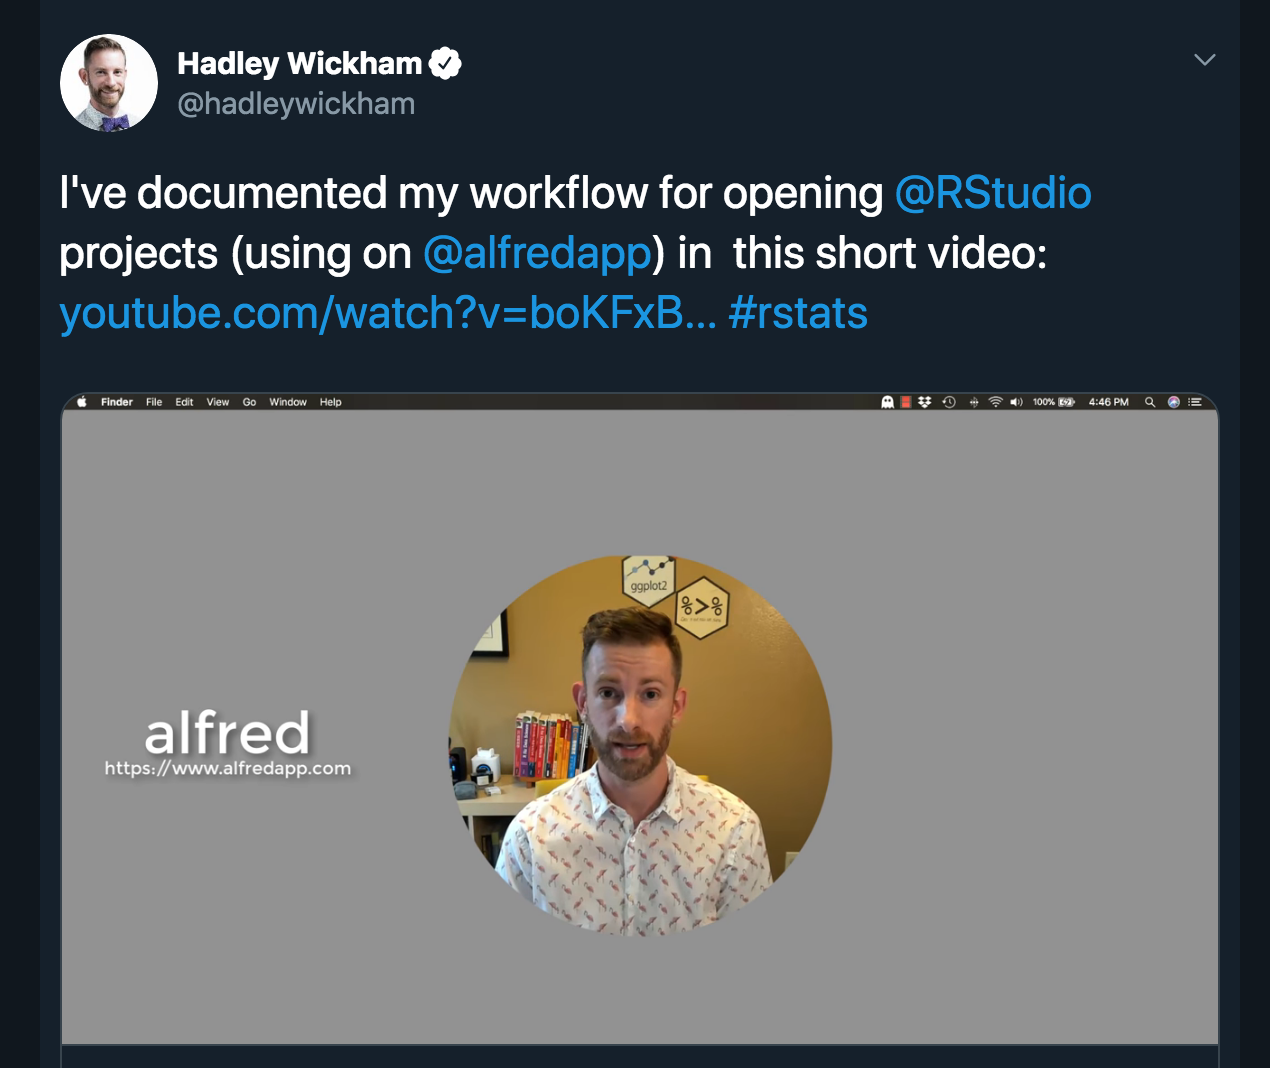 Hadley Wickham
@hadleywickham
I've documented my workflow for opening @RStudio
projects (using on @alfredapp) in  this short video:
youtube.com/watch?v=boKFxB... #rstats
Finder File Edit View Go Window Help 100% 4:46 PM
ggplot2
%>%
alfred
https://www.alfredapp.com